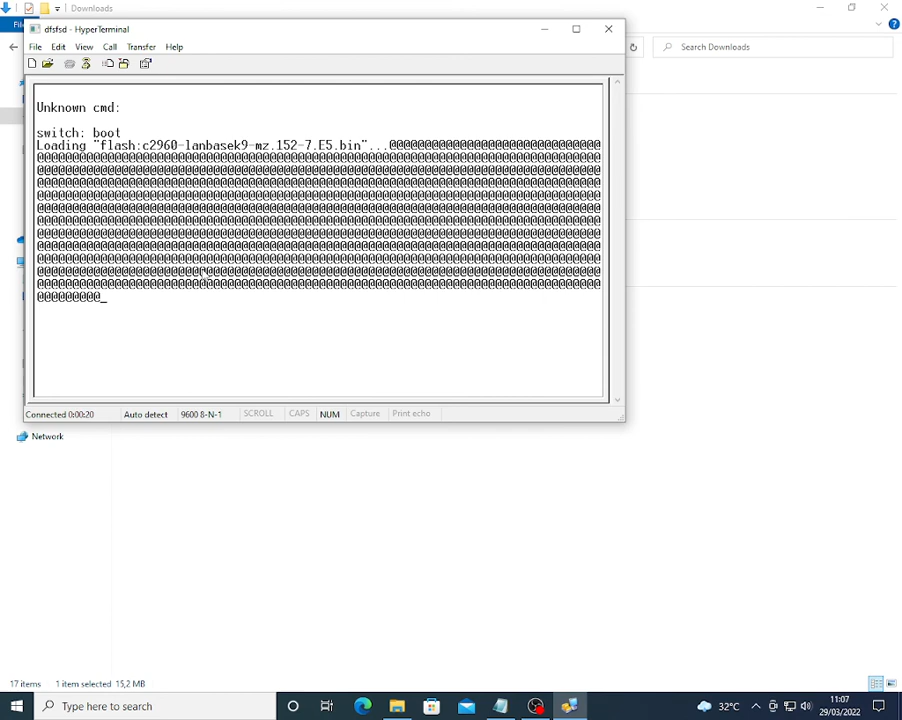 Downloads
dfsfsd - HyperTerminal
File Edit View Call Transfer Help
Search Downloads
Unknown cmd:
switch: boot
Loading "flash:c2960-lanbasek9-mz.152-7.E5.bin"...@@@@@@@@@@@@@@@@@@@@@@@@@@@@@@
@@@@@@@@@@@@@@@@@@@@@@@@@@@@@@@@@@@@@@@@@@@@@@@@@@@@@@@@@@@@@@@@@@@@@@@@@@@@@@@@
@@@@@@@@@@@@@@@@@@@@@@@@@@@@@@@@@@@@@@@@@@@@@@@@@@@@@@@@@@@@@@@@@@@@@@@@@@@@@@@@
@@@@@@@@@@@@@@@@@@@@@@@@@@@@@@@@@@@@@@@@@@@@@@@@@@@@@@@@@@@@@@@@@@@@@@@@@@@@@@@@
@@@@@@@@@@@@@@@@@@@@@@@@@@@@@@@@@@@@@@@@@@@@@@@@@@@@@@@@@@@@@@@@@@@@@@@@@@@@@@@@
@@@@@@@@@@@@@@@@@@@@@@@@@@@@@@@@@@@@@@@@@@@@@@@@@@@@@@@@@@@@@@@@@@@@@@@@@@@@@@@@
@@@@@@@@@@@@@@@@@@@@@@@@@@@@@@@@@@@@@@@@@@@@@@@@@@@@@@@@@@@@@@@@@@@@@@@@@@@@@@@@
@@@@@@@@@@@@@@@@@@@@@@@@@@@@@@@@@@@@@@@@@@@@@@@@@@@@@@@@@@@@@@@@@@@@@@@@@@@@@@@@
@@@@@@@@@@@@@@@@@@@@@@@@@@@@@@@@@@@@@@@@@@@@@@@@@@@@@@@@@@@@@@@@@@@@@@@@@@@@@@@@
@@@@@@@@@@@@@@@@@@@@@@@@@@@@@@@@@@@@@@@@@@@@@@@@@@@@@@@@@@@@@@@@@@@@@@@@@@@@@@@@
@@@@@@@@@@@@@@@@@@@@@@@@@@@@@@@@@@@@@@@@@@@@@@@@@@@@@@@@@@@@@@@@@@@@@@@@@@@@@@@@
@@@@@@@@@@@@@@@@@@@@@@@@@@@@@@@@@@@@@@@@@@@@@@@@@@@@@@@@@@@@@@@@@@@@@@@@@@@@@@@@
@@@@@@@@@_
Connected 0:00:20 Auto detect 9600 8-N-1 SCROLL CAPS NUM Capture Print echo
Network
17 items 1 item selected 15,2 MB
Type here to search
32°C
11:07
29/03/2022